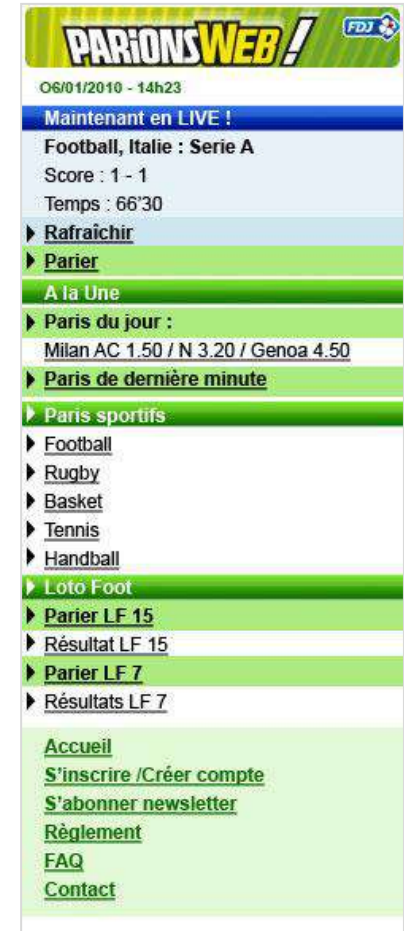 PARiONSWEB!
FDJ
O6/01/2010 - 14h23
Maintenant en LIVE !
Football, Italie : Serie A
Score : 1 - 1
Temps : 66'30
Rafraîchir
Parier
A la Une
Paris du jour :
Milan AC 1.50 / N 3.20 / Genoa 4.50
Paris de dernière minute
Paris sportifs
Football
Rugby
Basket
Tennis
Handball
Loto Foot
Parier LF 15
Résultat LF 15
Parier LF 7
Résultats LF 7
Accueil
S'inscrire /Créer compte
S'abonner newsletter
Règlement
FAQ
Contact